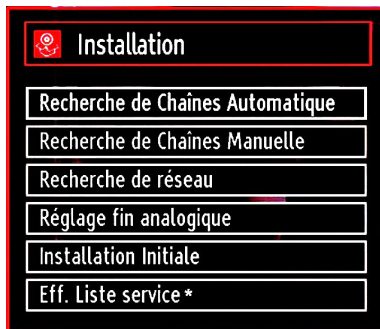 Installation
Recherche de Chaînes Automatique
Recherche de Chaînes Manuelle
Recherche de réseau
Réglage fin analogique
Installation Initiale
Eff. Liste service*